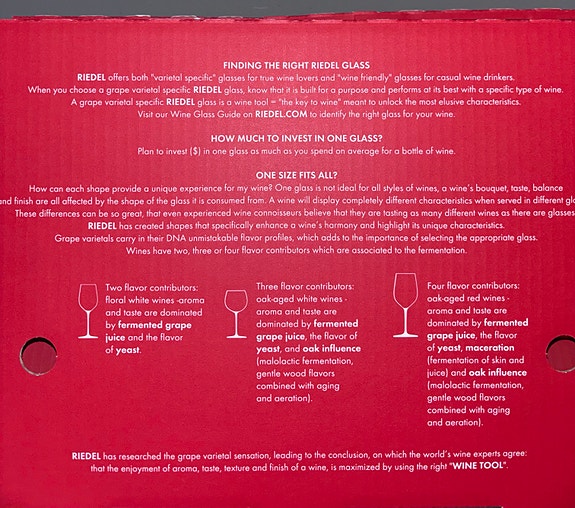 FINDING THE RIGHT RIEDEL GLASS
RIEDEL offers both "varietal specific" glasses for true wine lovers and "wine friendly" glasses for casual wine drinkers.
When you choose a grape varietal specific RIEDEL glass, know that it is built for a purpose and performs at its best with a specific type of wine.
A grape varietal specific RIEDEL glass is a wine tool = "the key to wine" meant to unlock the most elusive characteristics.
Visit our Wine Glass Guide on RIEDEL.COM to identify the right glass for your wine.
HOW MUCH TO INVEST IN ONE GLASS?
Plan to invest ($) in one glass as much as you spend on average for a bottle of wine.
ONE SIZE FITS ALL?
How can each shape provide a unique experience for my wine? One glass is not ideal for all styles of wines, a wine's bouquet, taste, balance
and finish are all affected by the shape of the glass it is consumed from. A wine will display completely different characteristics when served in different
These differences can be so great, that even experienced wine connoisseurs believe that they are tasting as many different wines as there are glasses
RIEDEL has created shapes that specifically enhance a wine's harmony and highlight its unique characteristics.
Grape varietals carry in their DNA unmistakable flavor profiles, which adds to the importance of selecting the appropriate glass.
Wines have two, three or four flavor contributors which are associated to the fermentation.
Two flavor contributors:
floral white wines -aroma
and taste are dominated
by fermented grape
juice and the flavor
of yeast.
Three flavor contributors:
oak-aged white wines -
aroma and taste are
dominated by fermented
grape juice, the flavor of
yeast, and oak influence
(malolactic fermentation,
gentle wood flavors
combined with aging
and aeration).
Four flavor contributors:
oak-aged red wines -
aroma and taste are
dominated by fermented
grape juice, the flavor
of yeast, maceration
(fermentation of skin and
juice) and oak influence
(malolactic fermentation,
gentle wood flavors
combined with aging
and aeration).
RIEDEL has researched the grape varietal sensation, leading to the conclusion, on which the world's wine experts agree:
that the enjoyment of aroma, taste, texture and finish of a wine, is maximized by using the right "WINE TOOL".